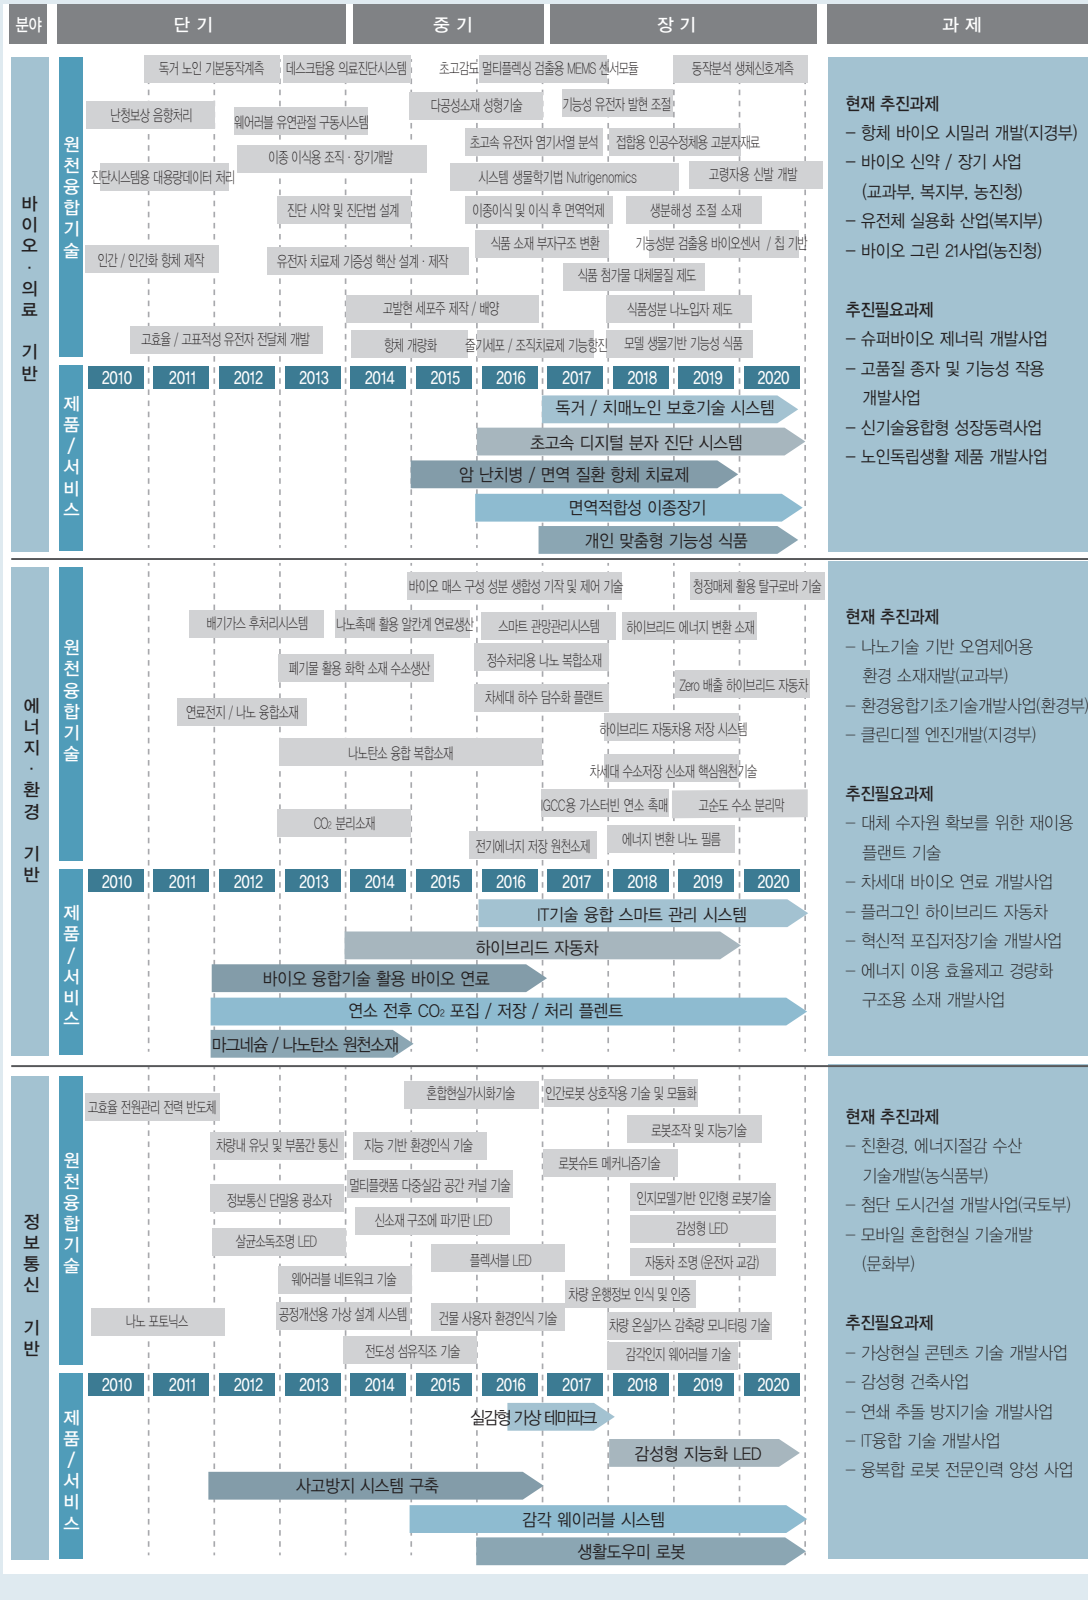 분야
단 기
중 기
장 기
과 제
바이오·의료 기반
원천융합기술
독거 노인 기본동작계측
데스크탑용 의료진단시스템
초고감도 멀티플렉싱 검출용 MEMS 센서모듈
동작분석 생체신호계측
난청보상 음향처리
웨어러블 유연관절 구동시스템
다공성소재 성형기술
기능성 유전자 발현 조절
초고속 유전자 염기서열 분석
접합용 인공수정체용 고분자재료
이종 이식용 조직·장기개발
진단시스템용 대용량데이터 처리
시스템 생물학기법 Nutrigenomics
고령자용 신발 개발
진단 시약 및 진단법 설계
이종이식 및 이식 후 면역억제
생분해성 조절 소재
식품 소재 부자구조 변환
기능성분 검출용 바이오센서 / 칩 기반
인간 / 인간화 항체 제작
유전자 치료제 기증성 핵산 설계·제작
식품 첨가물 대체물질 제도
고발현 세포주 제작 / 배양
식품성분 나노입자 제도
고효율 / 고표적성 유전자 전달체 개발
항체 개량화
줄기세포 / 조직치료제 기능항진
모델 생물기반 기능성 식품
제품/서비스
2010 2011 2012 2013 2014 2015 2016 2017 2018 2019 2020
독거 / 치매노인 보호기술 시스템
초고속 디지털 분자 진단 시스템
암 난치병 / 면역 질환 항체 치료제
면역적합성 이종장기
개인 맞춤형 기능성 식품
현재 추진과제
– 항체 바이오 시밀러 개발(지경부)
– 바이오 신약 / 장기 사업
(교과부, 복지부, 농진청)
– 유전체 실용화 산업(복지부)
– 바이오 그린 21사업(농진청)
추진필요과제
– 슈퍼바이오 제너릭 개발사업
– 고품질 종자 및 기능성 작용
개발사업
– 신기술융합형 성장동력사업
– 노인독립생활 제품 개발사업
에너지·환경 기반
원천융합기술
바이오 매스 구성 성분 생합성 기작 및 제어 기술
청정매체 활용 탈구로바 기술
배기가스 후처리시스템
나노촉매 활용 알칸계 연료생산
스마트 관망관리시스템
하이브리드 에너지 변환 소재
폐기물 활용 화학 소재 수소생산
정수처리용 나노 복합소재
차세대 하수 담수화 플랜트
Zero 배출 하이브리드 자동차
연료전지 / 나노 융합소재
하이브리드 자동차용 저장 시스템
나노탄소 융합 복합소재
차세대 수소저장 신소재 핵심원천기술
IGCC용 가스터빈 연소 촉매
고순도 수소 분리막
CO₂ 분리소재
전기에너지 저장 원천소재
에너지 변환 나노 필름
제품/서비스
2010 2011 2012 2013 2014 2015 2016 2017 2018 2019 2020
IT기술 융합 스마트 관리 시스템
하이브리드 자동차
바이오 융합기술 활용 바이오 연료
연소 전후 CO₂ 포집 / 저장 / 처리 플렌트
마그네슘 / 나노탄소 원천소재
현재 추진과제
– 나노기술 기반 오염제어용
환경 소재재발(교과부)
– 환경융합기초기술개발사업(환경부)
– 클린디젤 엔진개발(지경부)
추진필요과제
– 대체 수자원 확보를 위한 재이용
플랜트 기술
– 차세대 바이오 연료 개발사업
– 플러그인 하이브리드 자동차
– 혁신적 포집저장기술 개발사업
– 에너지 이용 효율제고 경량화
구조용 소재 개발사업
정보통신 기반
원천융합기술
혼합현실가시화기술
인간로봇 상호작용 기술 및 모듈화
고효율 전원관리 전력 반도체
로봇조작 및 지능기술
차량내 유닛 및 부품간 통신
지능 기반 환경인식 기술
로봇슈트 메커니즘기술
멀티플랫폼 다중실감 공간 커널 기술
정보통신 단말용 광소자
인지모델기반 인간형 로봇기술
신소재 구조에 파기판 LED
감성형 LED
살균소독조명 LED
플렉서블 LED
자동차 조명 (운전자 교감)
웨어러블 네트워크 기술
차량 운행정보 인식 및 인증
나노 포토닉스
공정개선용 가상 설계 시스템
건물 사용자 환경인식 기술
차량 온실가스 감축량 모니터링 기술
전도성 섬유직조 기술
감각인지 웨어러블 기술
제품/서비스
2010 2011 2012 2013 2014 2015 2016 2017 2018 2019 2020
실감형 가상 테마파크
감성형 지능화 LED
사고방지 시스템 구축
감각 웨이러블 시스템
생활도우미 로봇
현재 추진과제
– 친환경, 에너지절감 수산
기술개발(농식품부)
– 첨단 도시건설 개발사업(국토부)
– 모바일 혼합현실 기술개발
(문화부)
추진필요과제
– 가상현실 콘텐츠 기술 개발사업
– 감성형 건축사업
– 연쇄 추돌 방지기술 개발사업
– IT융합 기술 개발사업
– 융복합 로봇 전문인력 양성 사업